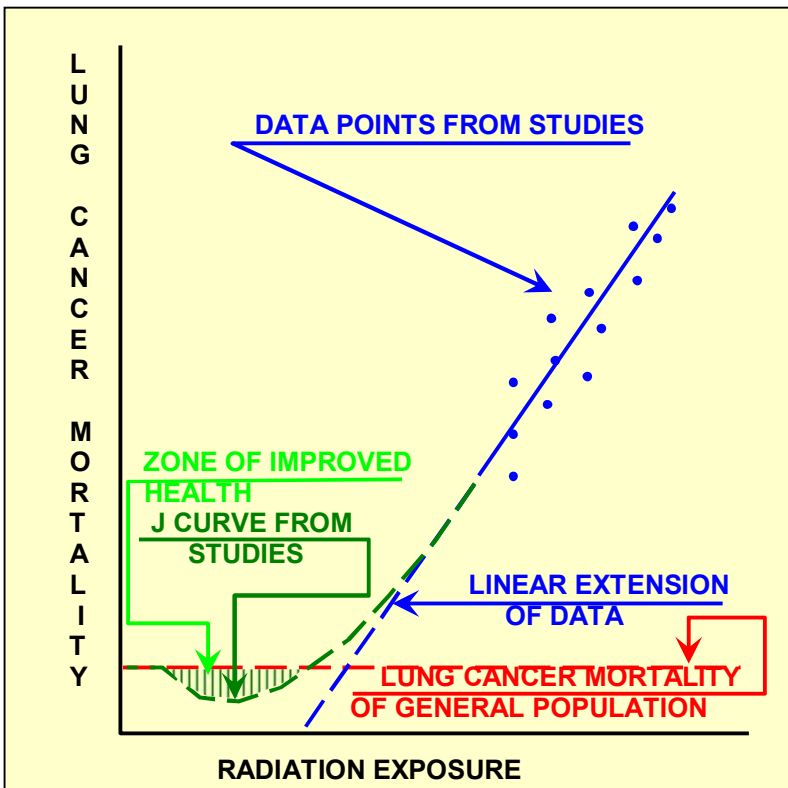 LUNG CANCER MORTALITY
DATA POINTS FROM STUDIES
ZONE OF IMPROVED
HEALTH
J CURVE FROM
STUDIES
LINEAR EXTENSION
OF DATA
LUNG CANCER MORTALITY
OF GENERAL POPULATION
RADIATION EXPOSURE